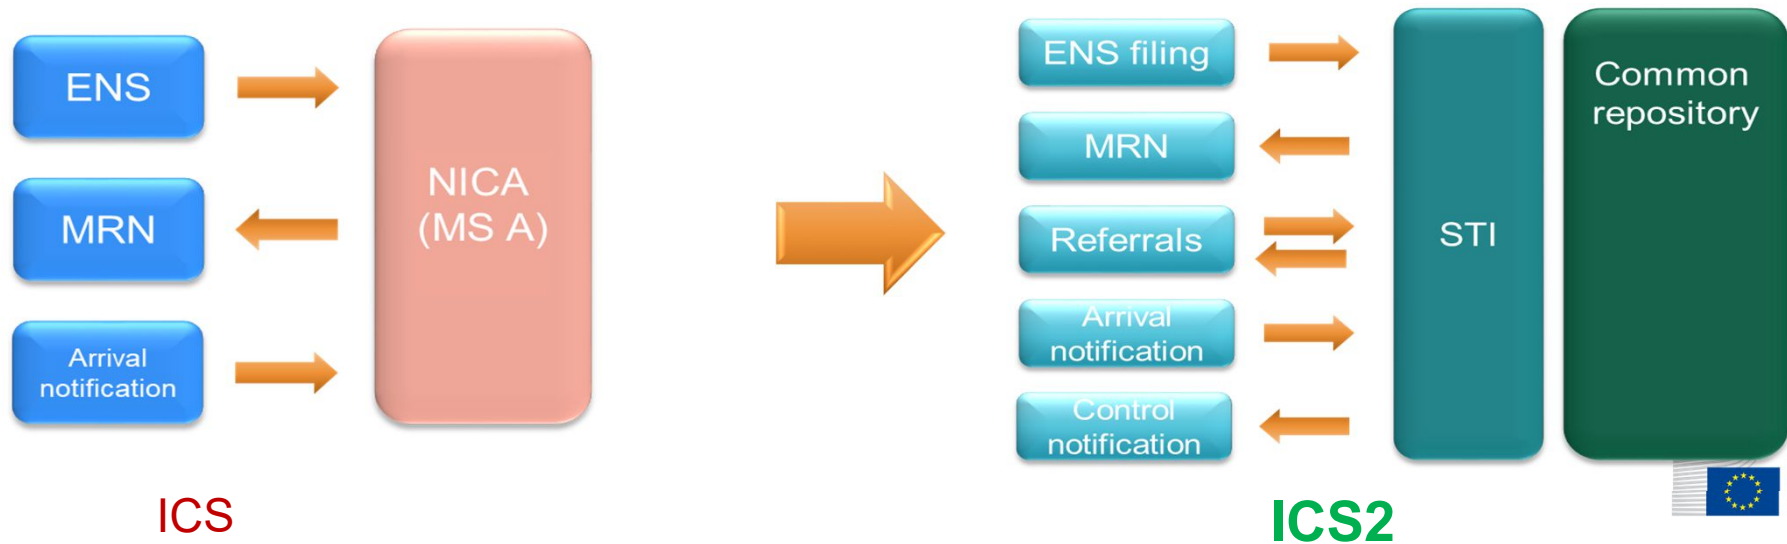 ENS
MRN
Arrival
notification
NICA
(MS A)
ICS
ENS filing
MRN
Referrals
Arrival
notification
Control
notification
STI
Common
repository
ICS2